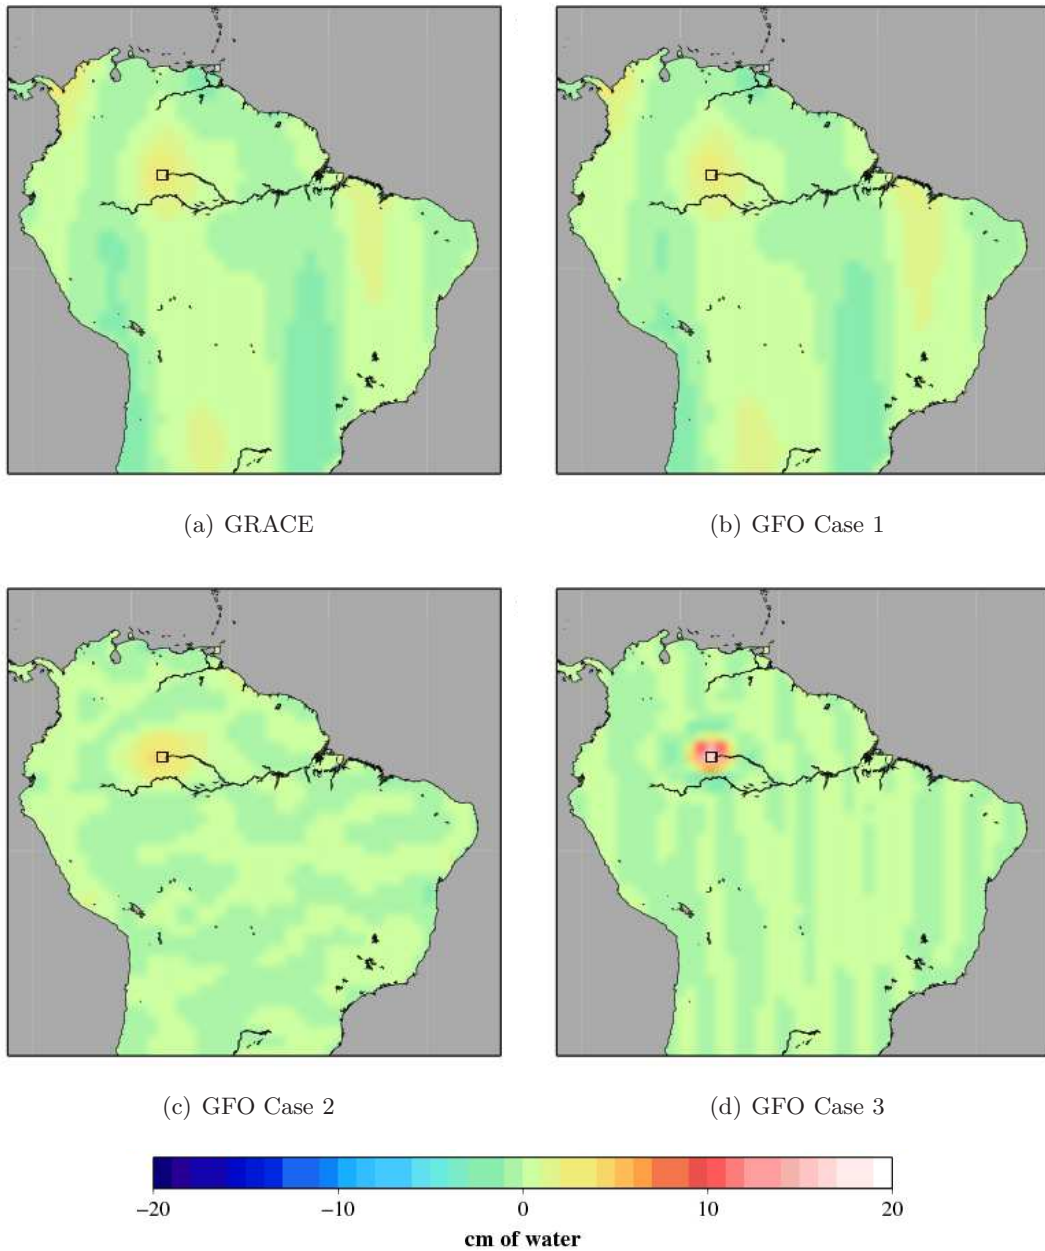 (a) GRACE
(b) GFO Case 1
(c) GFO Case 2
(d) GFO Case 3
−20 −10 0 10 20
cm of water